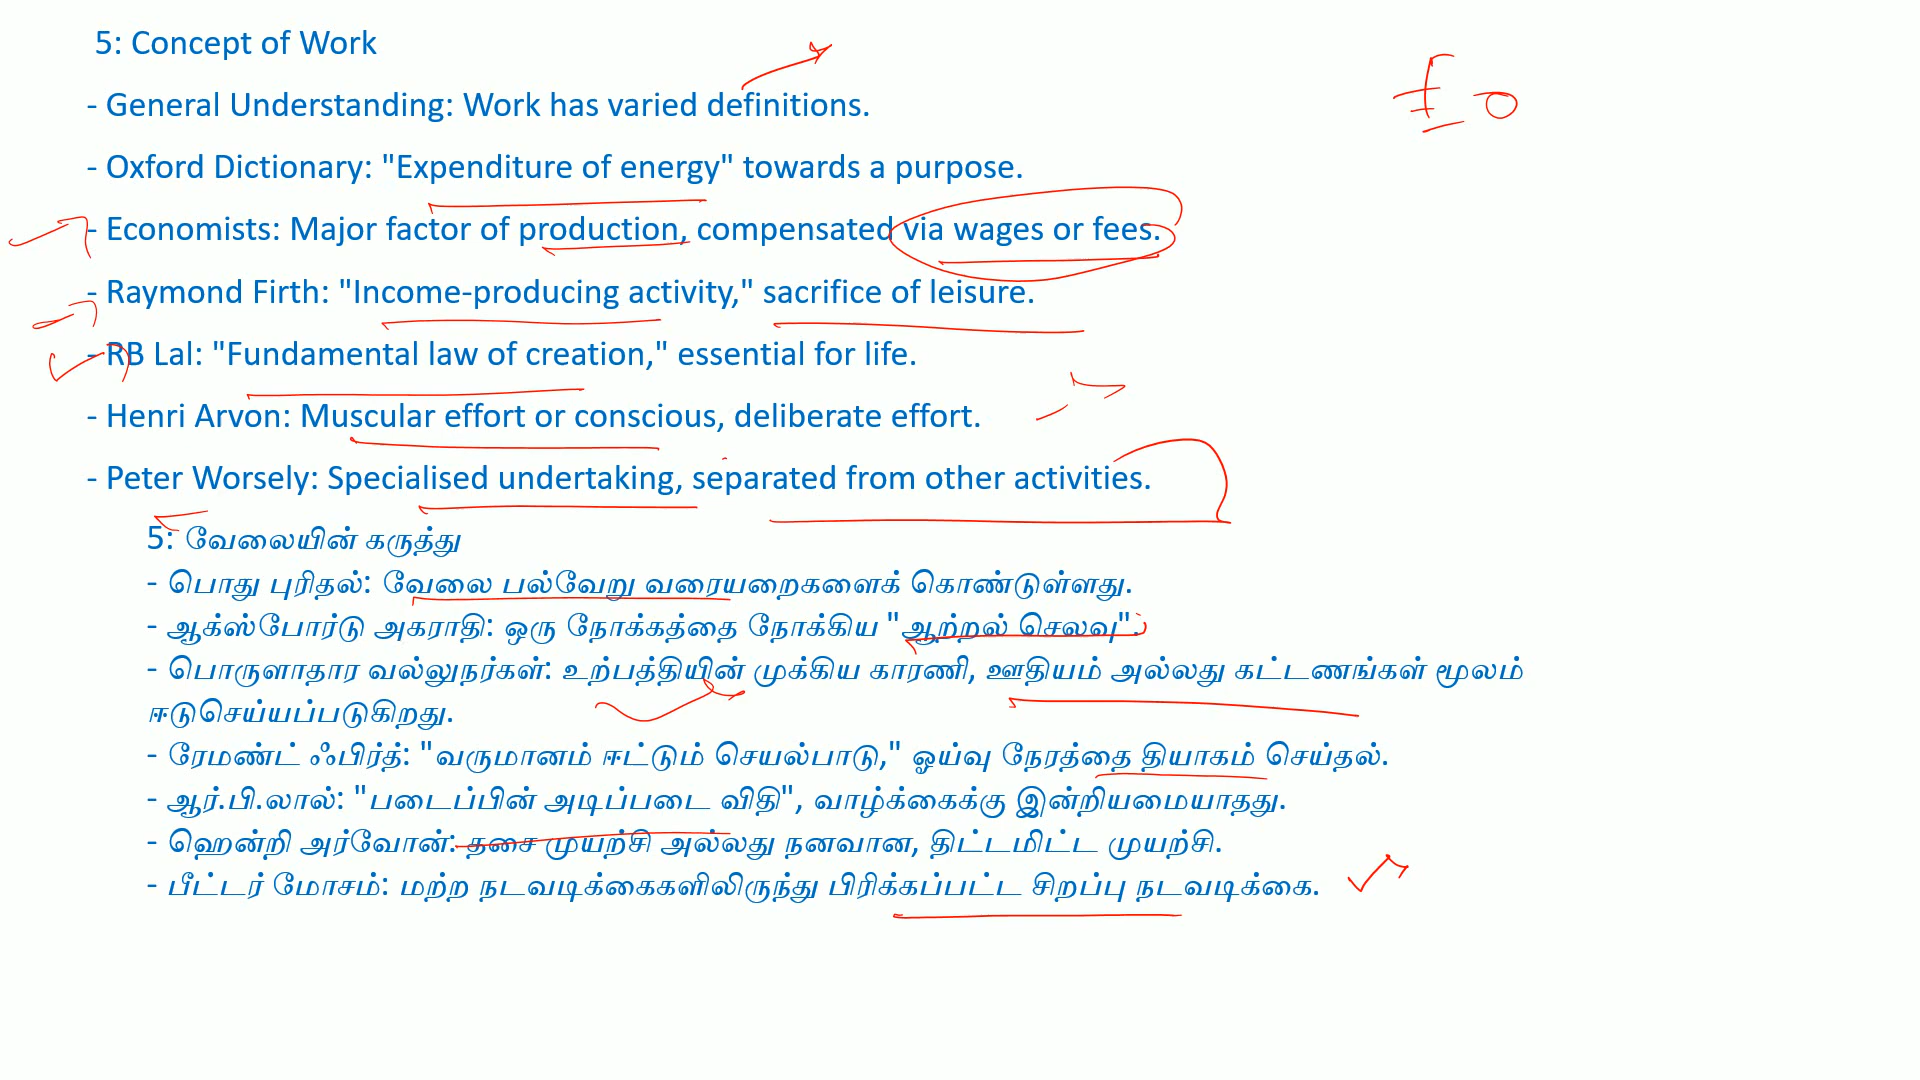 5: Concept of Work
- General Understanding: Work has varied definitions.
- Oxford Dictionary: "Expenditure of energy" towards a purpose.
- Economists: Major factor of production, compensated via wages or fees.
- Raymond Firth: "Income-producing activity," sacrifice of leisure.
- RB Lal: "Fundamental law of creation," essential for life.
- Henri Arvon: Muscular effort or conscious, deliberate effort.
- Peter Worsely: Specialised undertaking, separated from other activities.
5: வேலையின் கருத்து
- பொது புரிதல்: வேலை பல்வேறு வரையறைகளைக் கொண்டுள்ளது.
- ஆக்ஸ்போர்டு அகராதி: ஒரு நோக்கத்தை நோக்கிய "ஆற்றல் செலவு".
- பொருளாதார வல்லுநர்கள்: உற்பத்தியின் முக்கிய காரணி, ஊதியம் அல்லது கட்டணங்கள் மூலம்
ஈடுசெய்யப்படுகிறது.
- ரேமண்ட் ஃபிர்த்: "வருமானம் ஈட்டும் செயல்பாடு," ஓய்வு நேரத்தை தியாகம் செய்தல்.
- ஆர்.பி.லால்: "படைப்பின் அடிப்படை விதி", வாழ்க்கைக்கு இன்றியமையாதது.
- ஹென்றி அர்வோன்: தசை முயற்சி அல்லது நனவான, திட்டமிட்ட முயற்சி.
- பீட்டர் மோசம்: மற்ற நடவடிக்கைகளிலிருந்து பிரிக்கப்பட்ட சிறப்பு நடவடிக்கை.